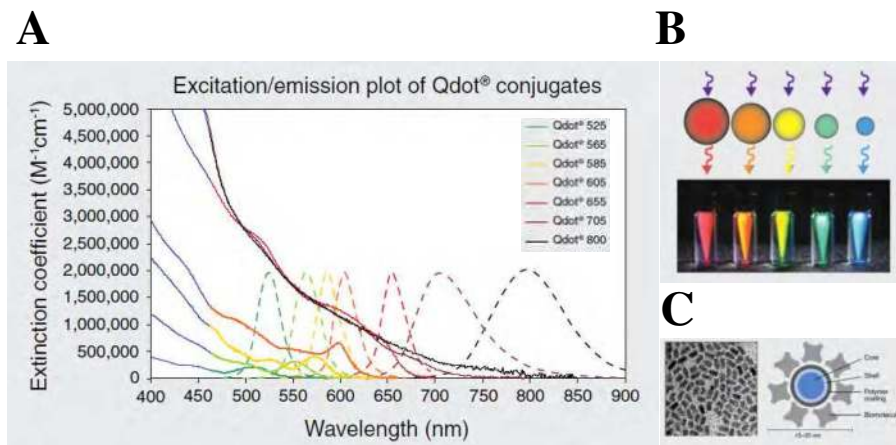 A
B
Excitation/emission plot of Qdot® conjugates
5,000,000
4,500,000
4,000,000
3,500,000
3,000,000
2,500,000
2,000,000
1,500,000
1,000,000
500,000
0
Extinction coefficient (M⁻¹cm⁻¹)
Qdot® 525
Qdot® 565
Qdot® 585
Qdot® 605
Qdot® 655
Qdot® 705
Qdot® 800
400 450 500 550 600 650 700 750 800 850 900
Wavelength (nm)
C
Core
Shell
Polymer
coating